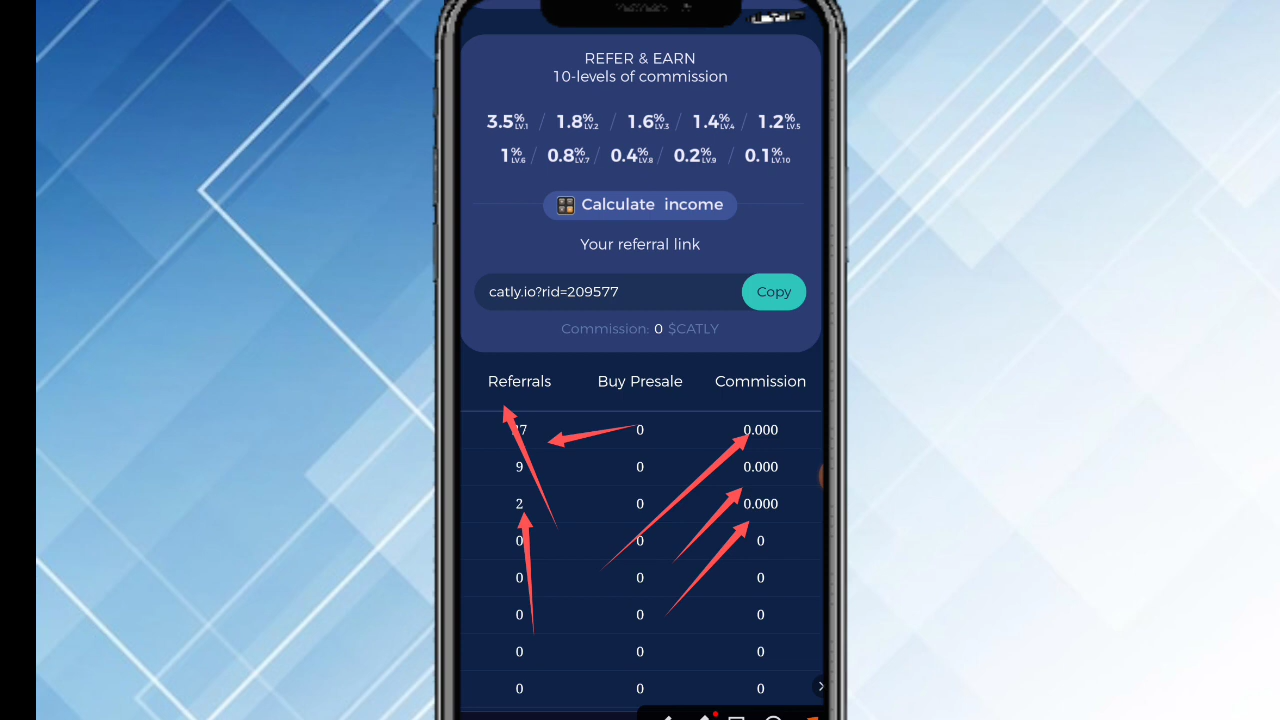 REFER & EARN
10-levels of commission
3.5% LV.1 / 1.8% LV.2 / 1.6% LV.3 / 1.4% LV.4 / 1.2% LV.5
1% LV.6 / 0.8% LV.7 / 0.4% LV.8 / 0.2% LV.9 / 0.1% LV.10
Calculate income
Your referral link
catly.io?rid=209577 Copy
Commission: 0 $CATLY
Referrals Buy Presale Commission
0 0.000
9 0 0.000
2 0 0.000
0 0 0
0 0 0
0 0 0
0 0 0
0 0 0